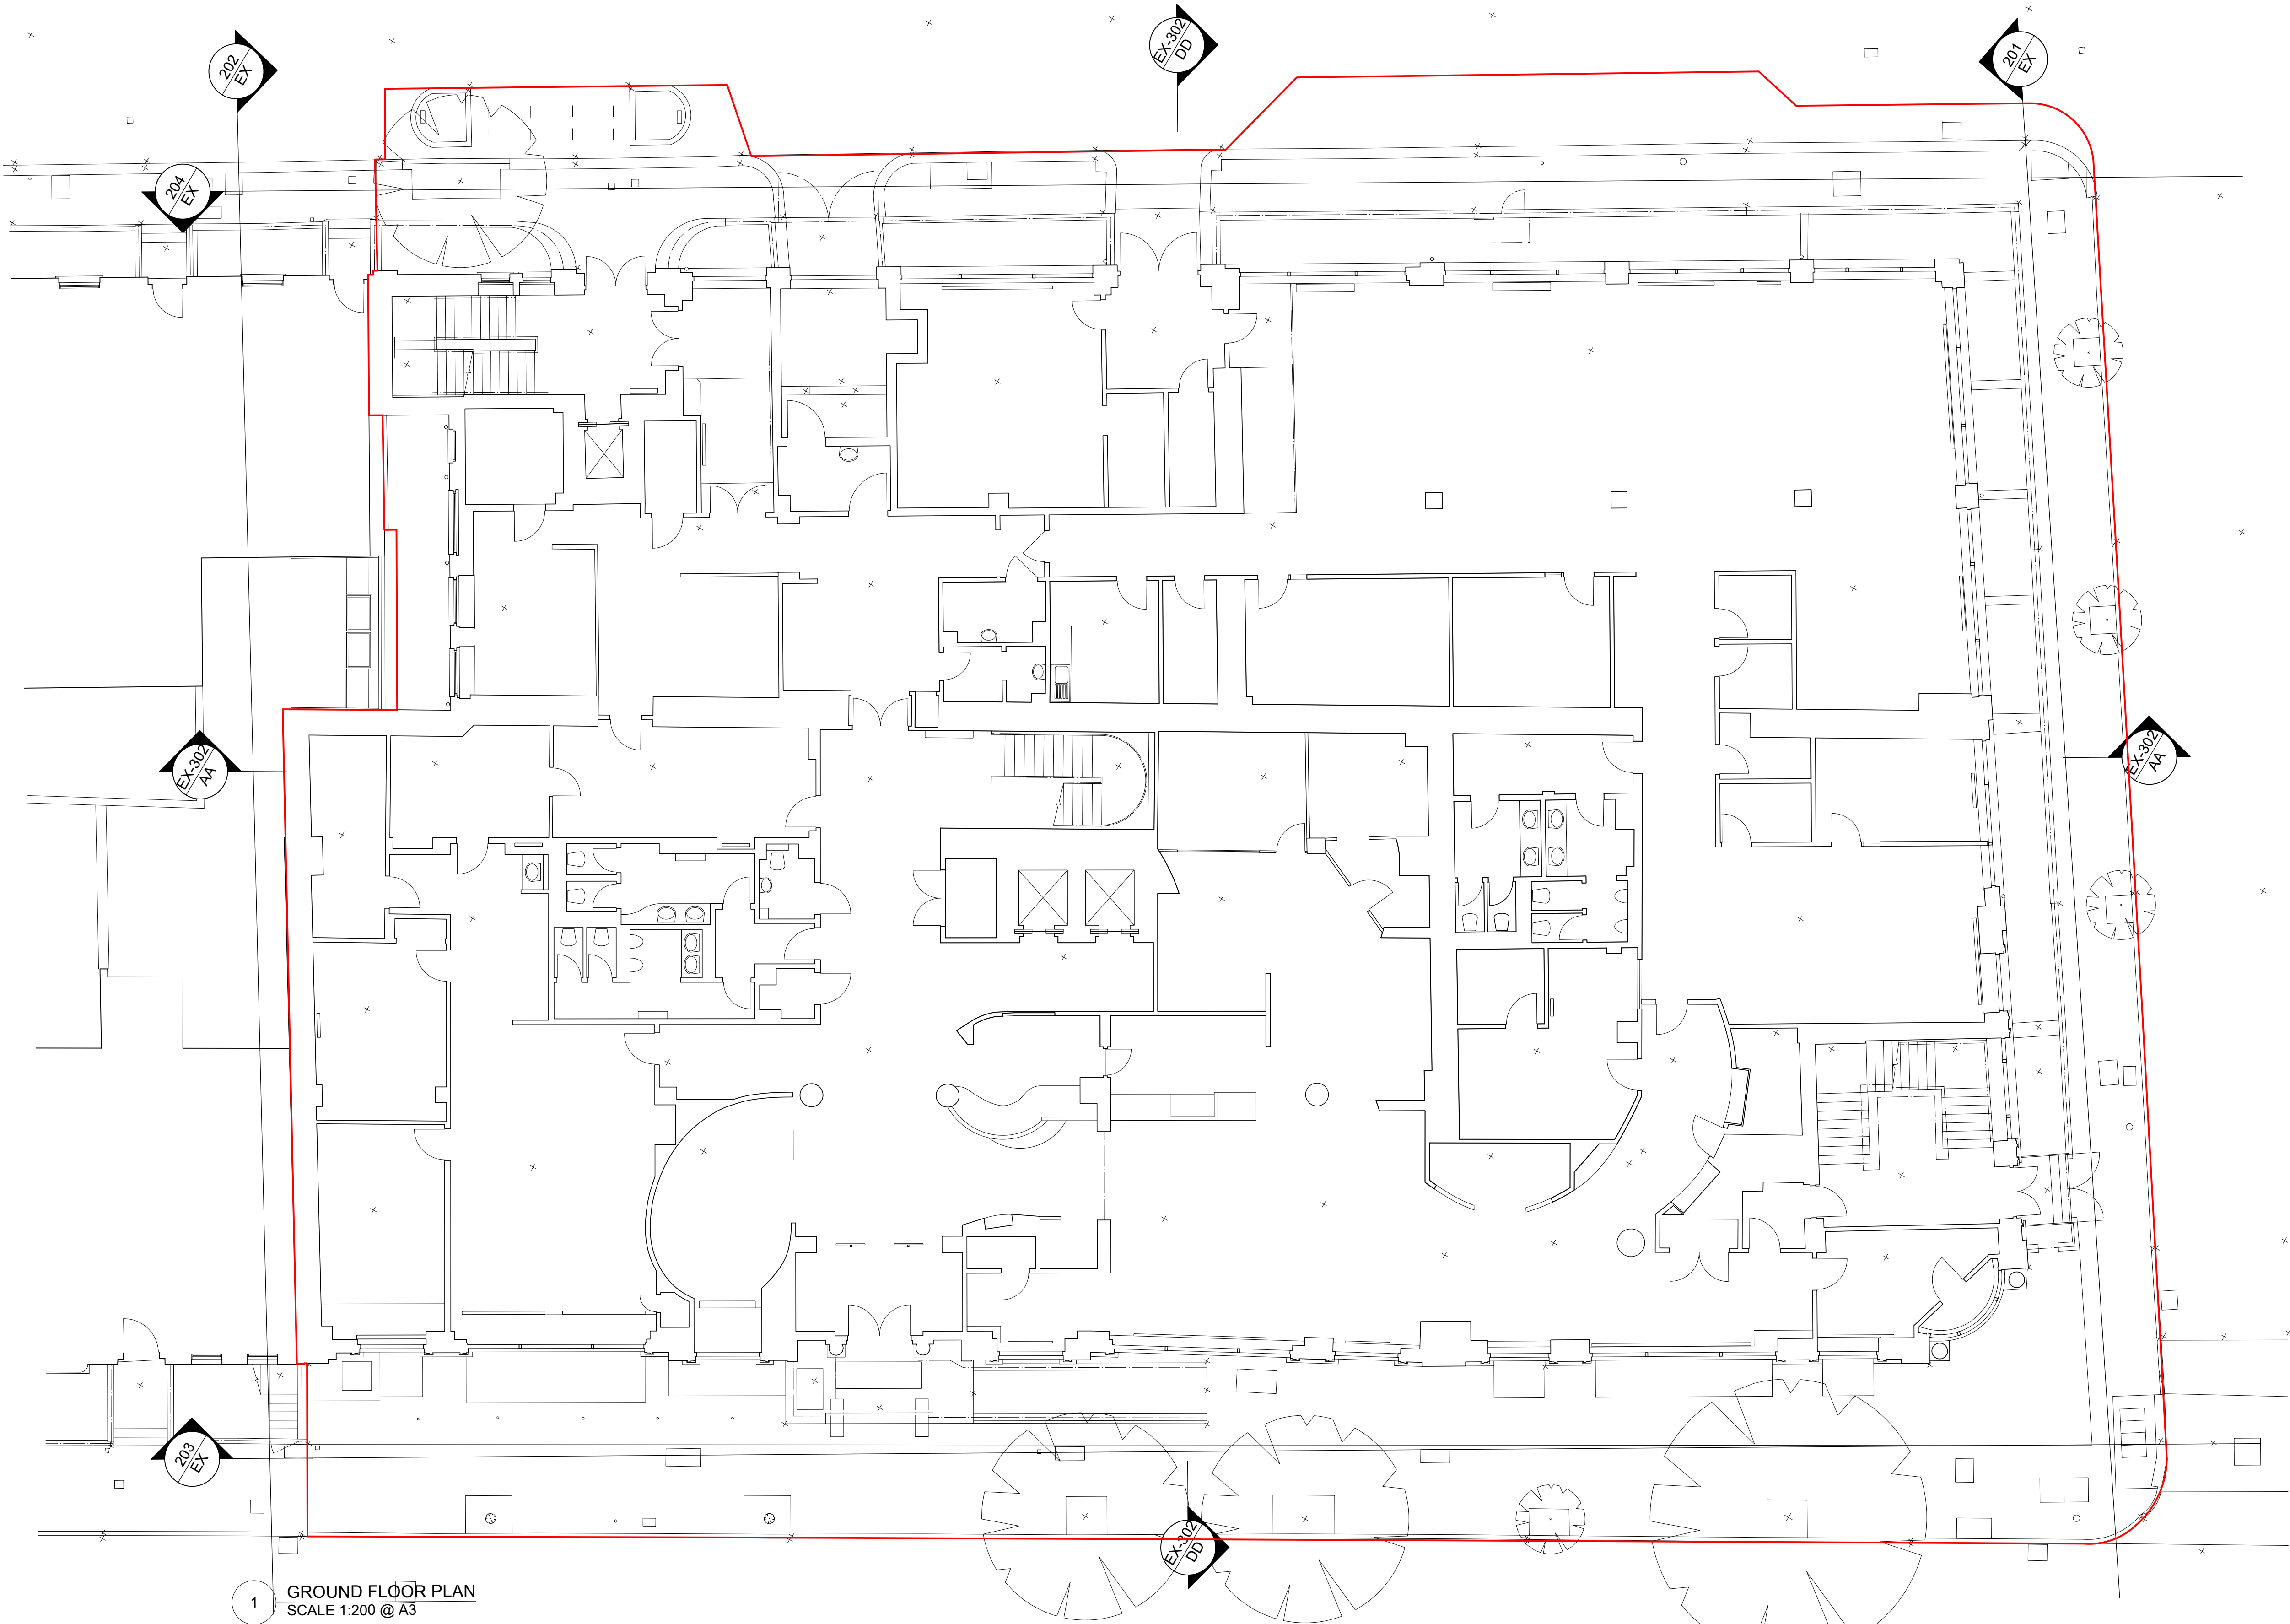 EX-302
DD
202
EX
201
EX
204
EX
EX-302
AA
EX-302
AA
203
EX
EX-302
DD
1
GROUND FLOOR PLAN
SCALE 1:200 @ A3